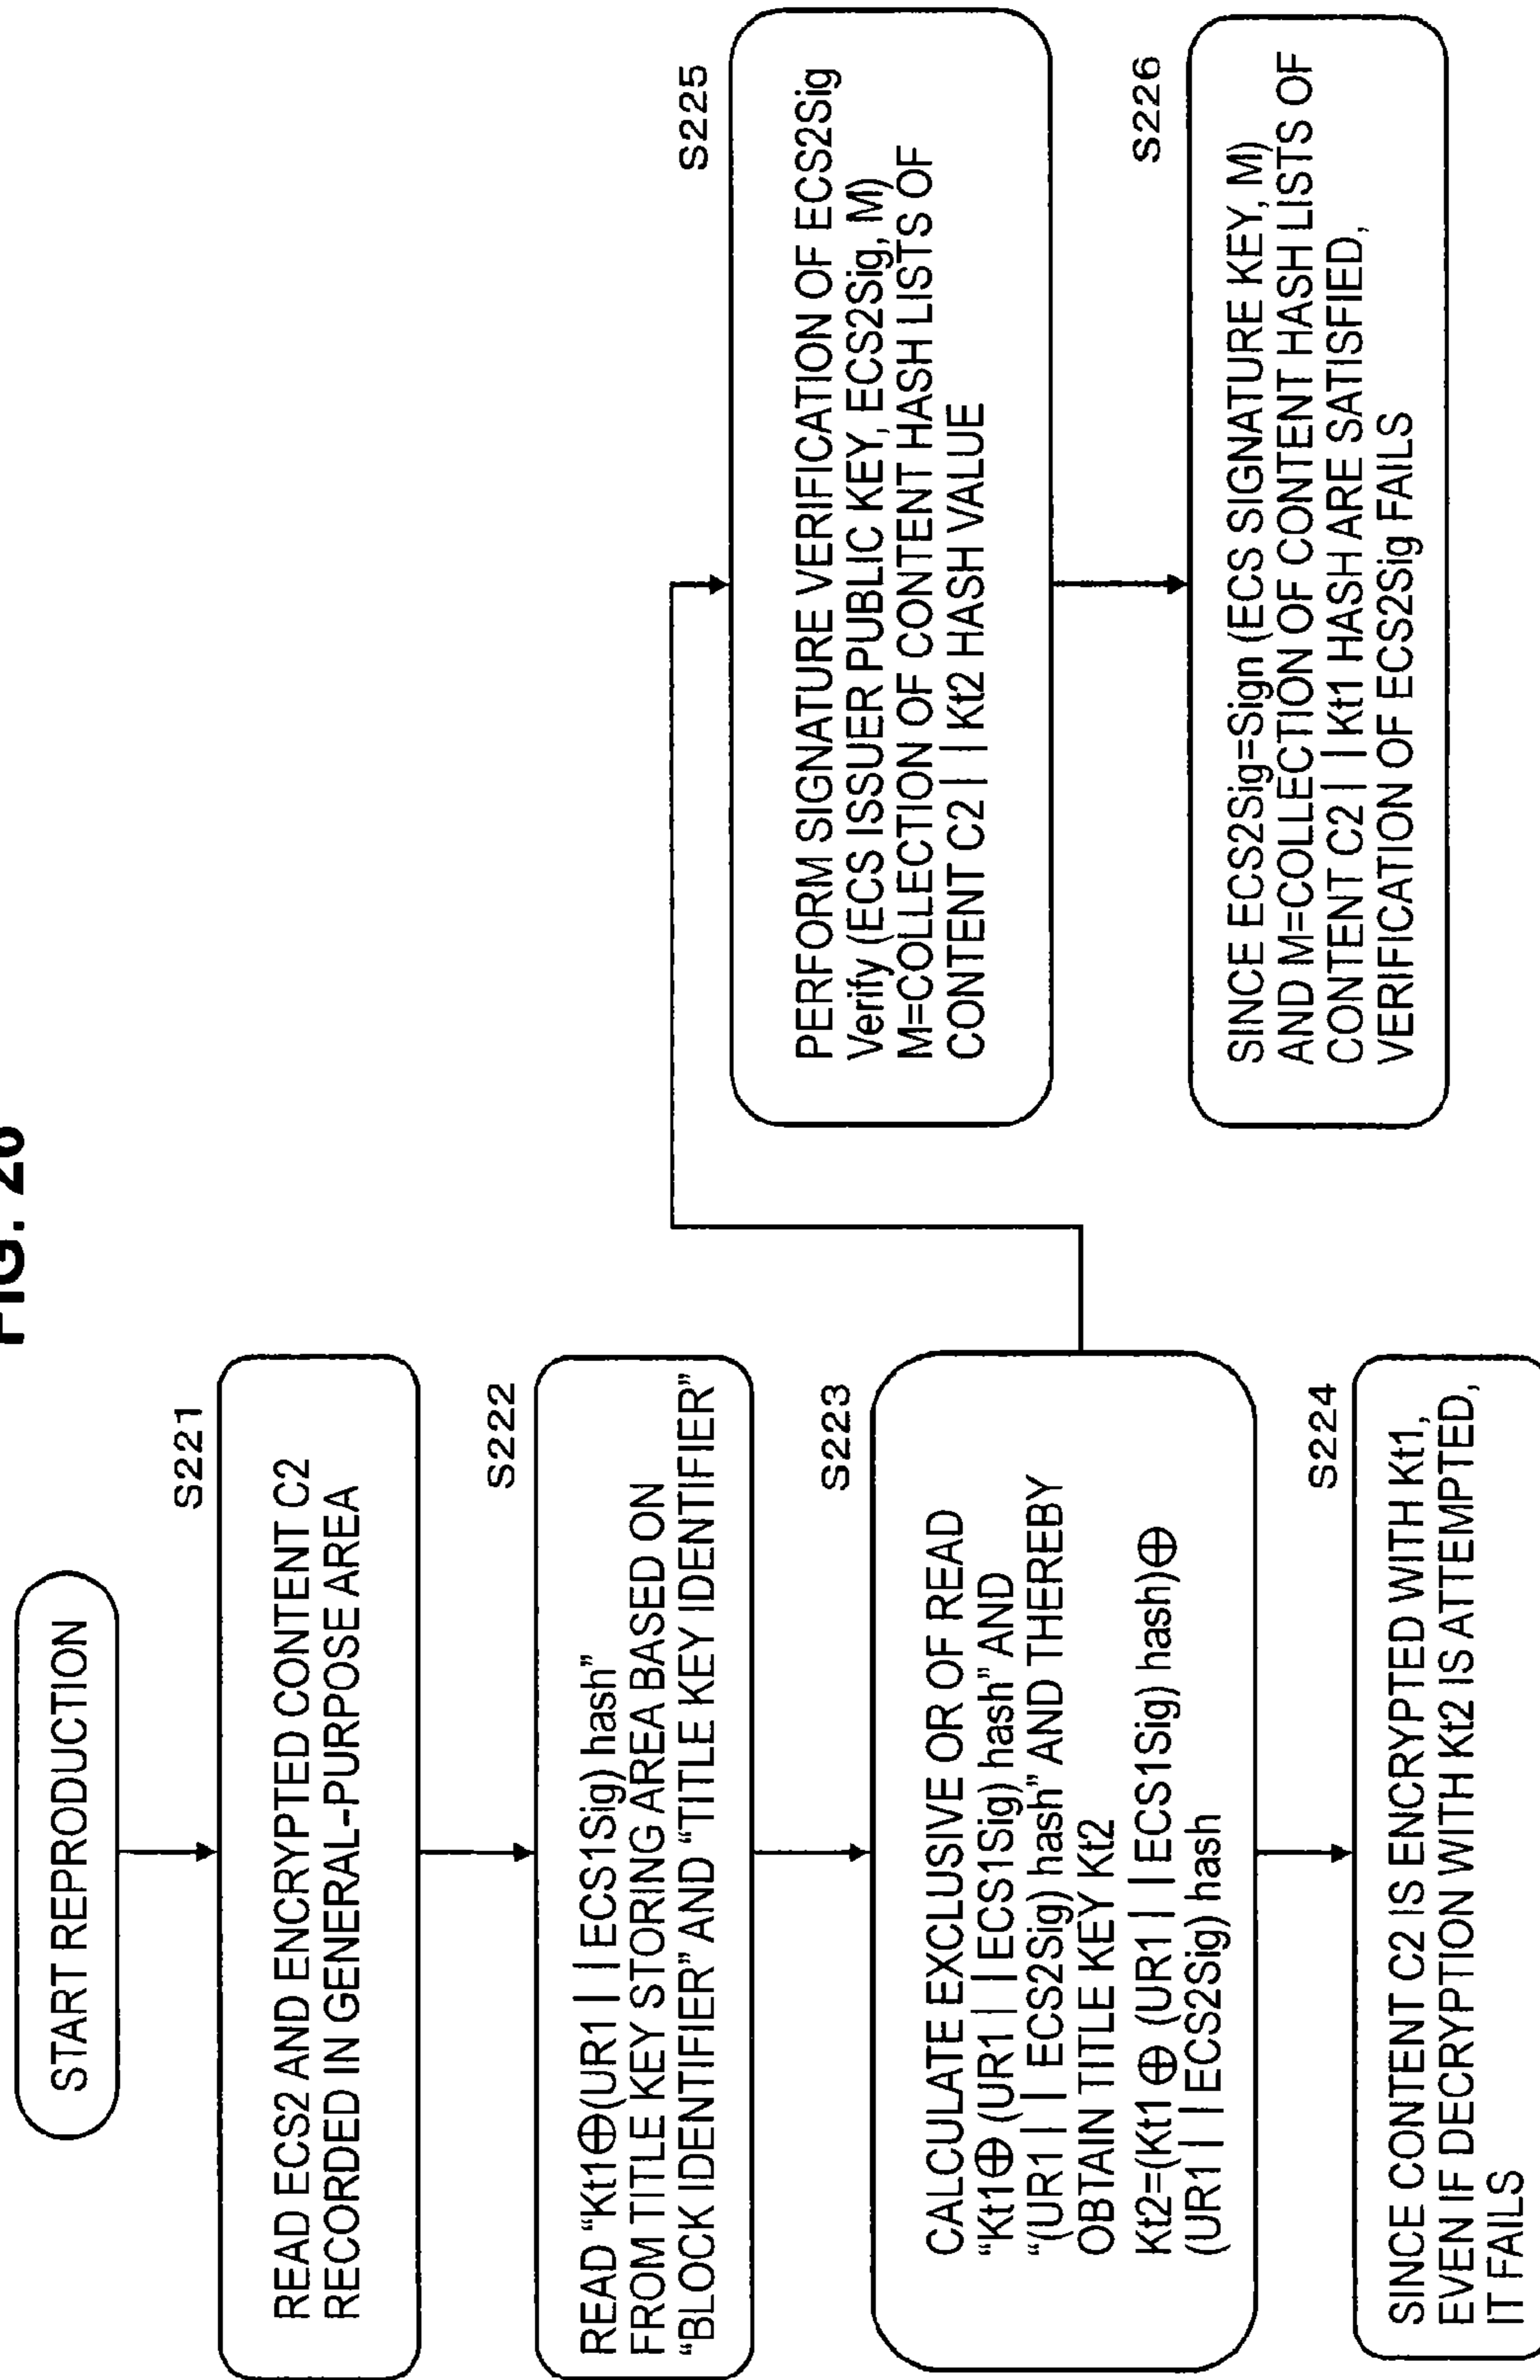 FIG.
START REPRODUCTION
S221
READ ECS2 AND ENCRYPTED CONTENT C2
RECORDED IN GENERAL-PURPOSE AREA
S222
READ “Kt1⊕(UR1 | | ECS1Sig) hash”
FROM TITLE KEY STORING AREA BASED ON
“BLOCK IDENTIFIER” AND “TITLE KEY IDENTIFIER”
S223
CALCULATE EXCLUSIVE OR OF READ
“Kt1⊕ (UR1 | | ECS1Sig) hash” AND
“(UR1 | | ECS2Sig) hash” AND THEREBY
OBTAIN TITLE KEY Kt2
Kt2=(Kt1 ⊕ (UR1 | | ECS1Sig) hash)⊕
(UR1 | | ECS2Sig) hash
S224
SINCE CONTENT C2 IS ENCRYPTED WITH Kt1,
EVEN IF DECRYPTION WITH Kt2 IS ATTEMPTED,
IT FAILS
S225
PERFORM SIGNATURE VERIFICATION OF ECS2Sig
Verify (ECS ISSUER PUBLIC KEY, ECS2Sig, M)
M=COLLECTION OF CONTENT HASH LISTS OF
CONTENT C2 | | Kt2 HASH VALUE
S226
SINCE ECS2Sig=Sign (ECS SIGNATURE KEY, M)
AND M=COLLECTION OF CONTENT HASH LISTS OF
CONTENT C2 | | Kt1 HASH ARE SATISFIED,
VERIFICATION OF ECS2Sig FAILS